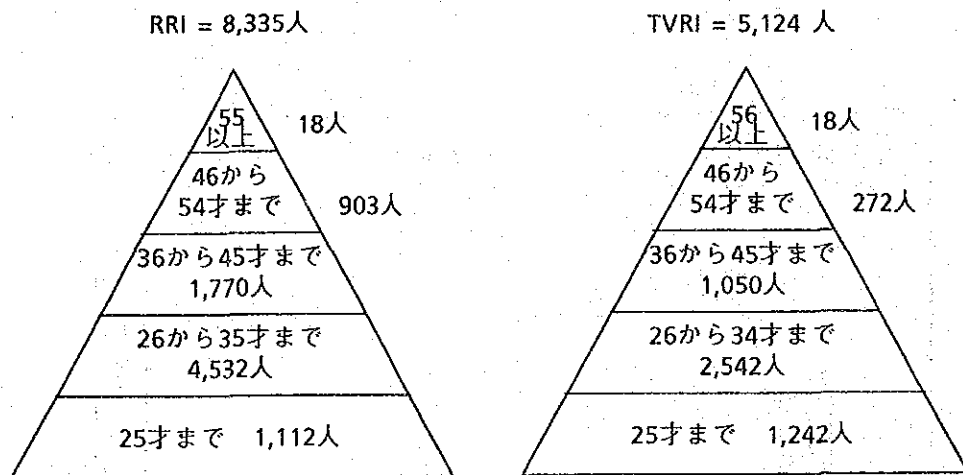 RRI = 8,335人
55
以上
18人
46から
54才まで
903人
36から45才まで
1,770人
26から35才まで
4,532人
25才まで 1,112人
TVRI = 5,124 人
56
以上
18人
46から
54才まで
272人
36から45才まで
1,050人
26から34才まで
2,542人
25才まで 1,242人